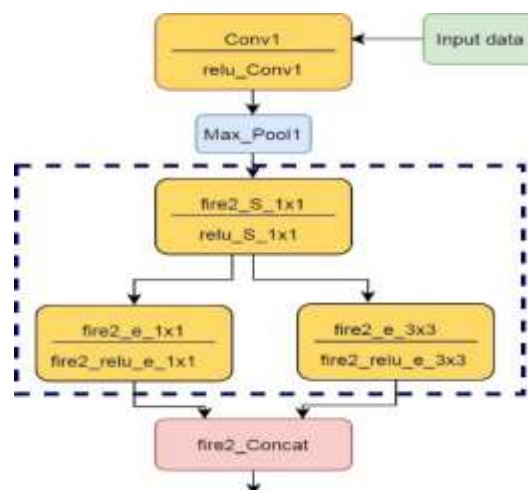 Conv1
Input data
relu_Conv1
Max_Pool1
fire2_S_1x1
relu_S_1x1
fire2_e_1x1
fire2_relu_e_1x1
fire2_e_3x3
fire2_relu_e_3x3
fire2_Concat